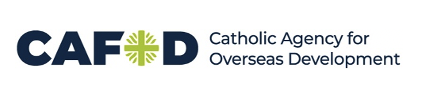 CAFOD
Catholic Agency for
Overseas Development